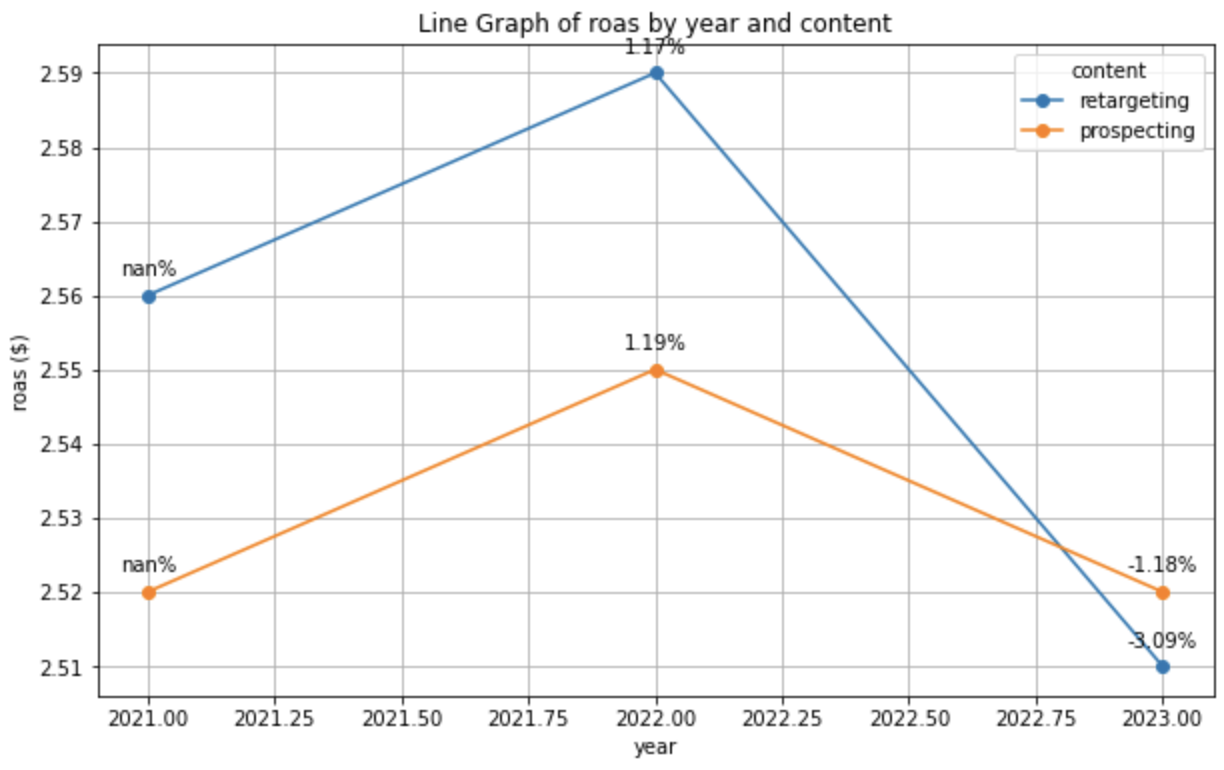 Line Graph of roas by year and content
1.17%
2.59
content
retargeting
prospecting
2.58
2.57
nan%
2.56
1.19%
2.55
roas ($)
2.54
2.53
nan%
-1.18%
2.52
-3.09%
2.51
2021.00 2021.25 2021.50 2021.75 2022.00 2022.25 2022.50 2022.75 2023.00
year